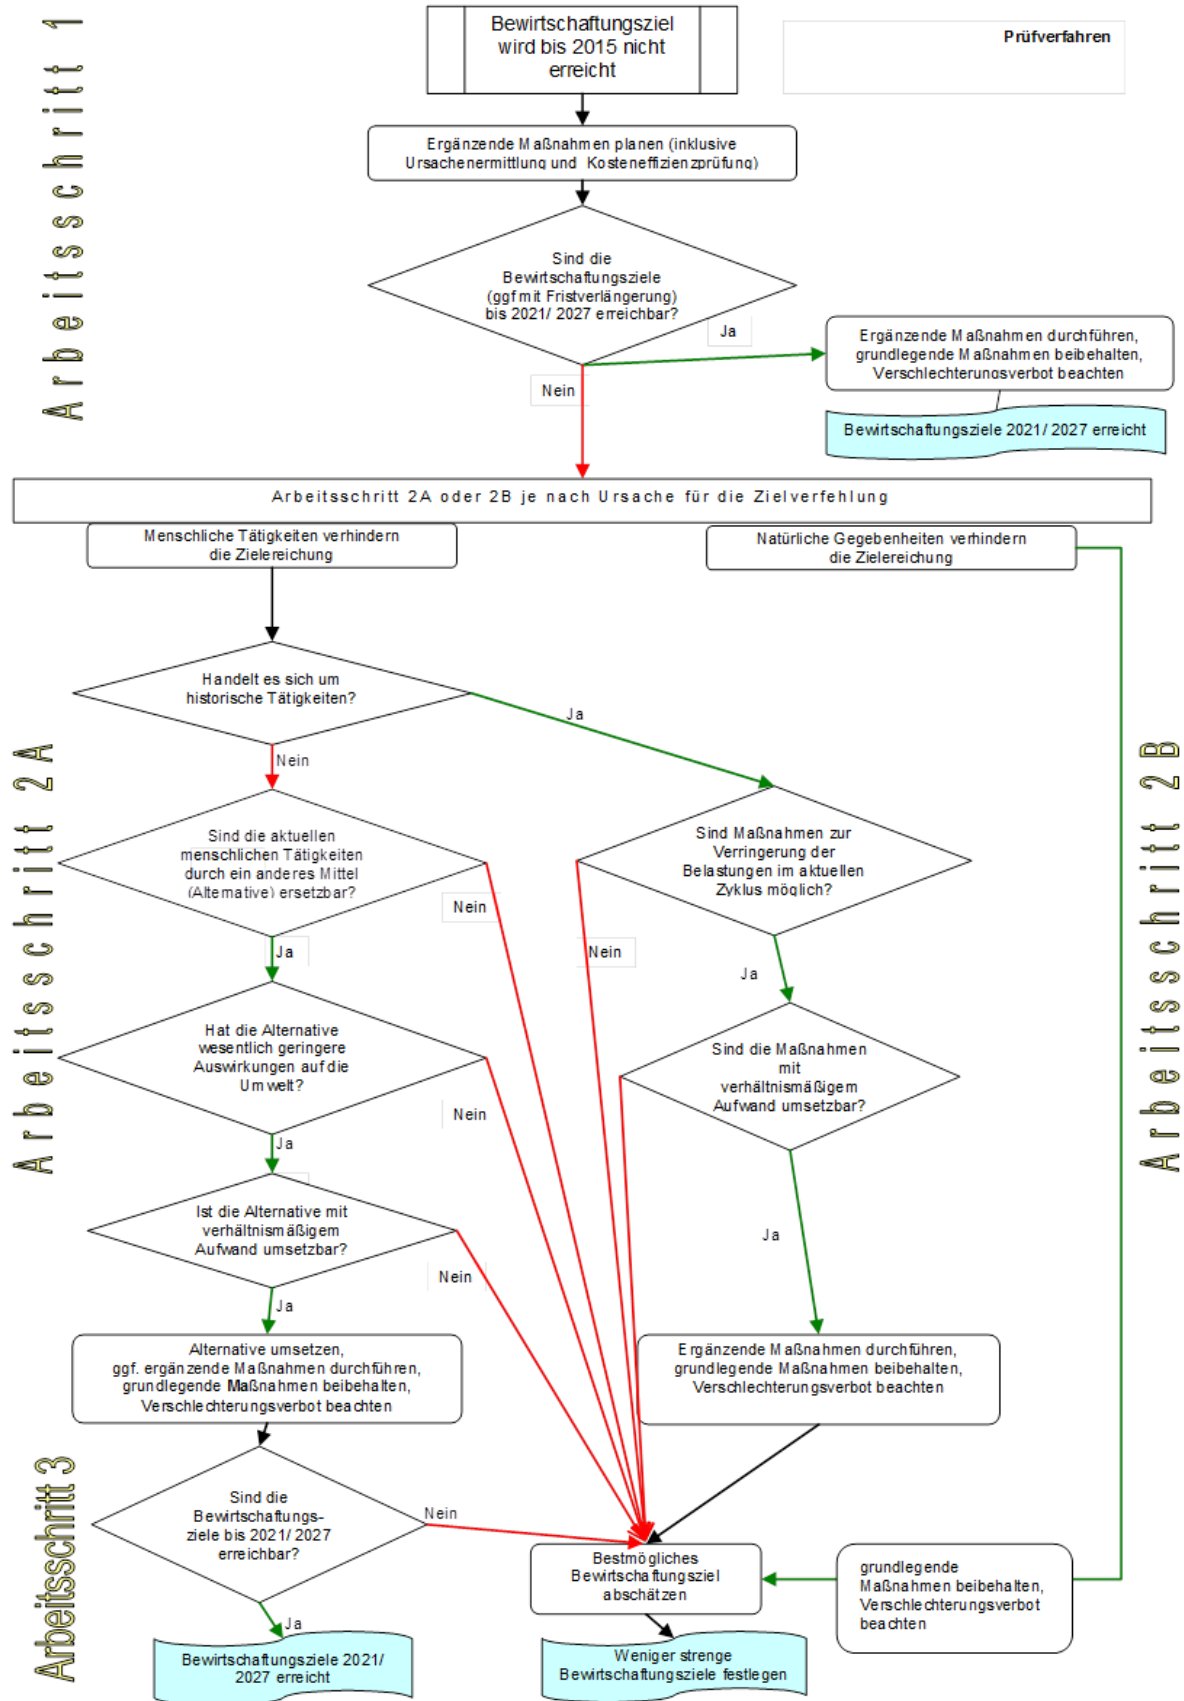 Arbeitsschritt 1
Bewirtschaftungsziel
wird bis 2015 nicht
erreicht
Prüfverfahren
Ergänzende Maßnahmen planen (inklusive
Ursachenermittlung und Kosteneffizienzprüfung)
Sind die
Bewirtschaftungsziele
(ggf mit Fristverlängerung)
bis 2021/ 2027 erreichbar?
Ja
Nein
Ergänzende Maßnahmen durchführen,
grundlegende Maßnahmen beibehalten,
Verschlechterungsverbot beachten
Bewirtschaftungsziele 2021/ 2027 erreicht
Arbeitsschritt 2A oder 2B je nach Ursache für die Zielverfehlung
Menschliche Tätigkeiten verhindern
die Zielereichung
Natürliche Gegebenheiten verhindern
die Zielereichung
Arbeitsschritt 2A
Arbeitsschritt 2B
Handelt es sich um
historische Tätigkeiten?
Ja
Nein
Sind die aktuellen
menschlichen Tätigkeiten
durch ein anderes Mittel
(Alternative) ersetzbar?
Nein
Ja
Sind Maßnahmen zur
Verringerung der
Belastungen im aktuellen
Zyklus möglich?
Nein
Ja
Hat die Alternative
wesentlich geringere
Auswirkungen auf die
Umwelt?
Nein
Ja
Sind die Maßnahmen
mit
verhältnismäßigem
Aufwand umsetzbar?
Ja
Ist die Alternative mit
verhältnismäßigem
Aufwand umsetzbar?
Nein
Ja
Alternative umsetzen,
ggf. ergänzende Maßnahmen durchführen,
grundlegende Maßnahmen beibehalten,
Verschlechterungsverbot beachten
Ergänzende Maßnahmen durchführen,
grundlegende Maßnahmen beibehalten,
Verschlechterungsverbot beachten
Arbeitsschritt 3
Sind die
Bewirtschaftungs-
ziele bis 2021/ 2027
erreichbar?
Nein
Ja
Bestmögliches
Bewirtschaftungsziel
abschätzen
grundlegende
Maßnahmen beibehalten,
Verschlechterungsverbot
beachten
Bewirtschaftungsziele 2021/
2027 erreicht
Weniger strenge
Bewirtschaftungsziele festlegen